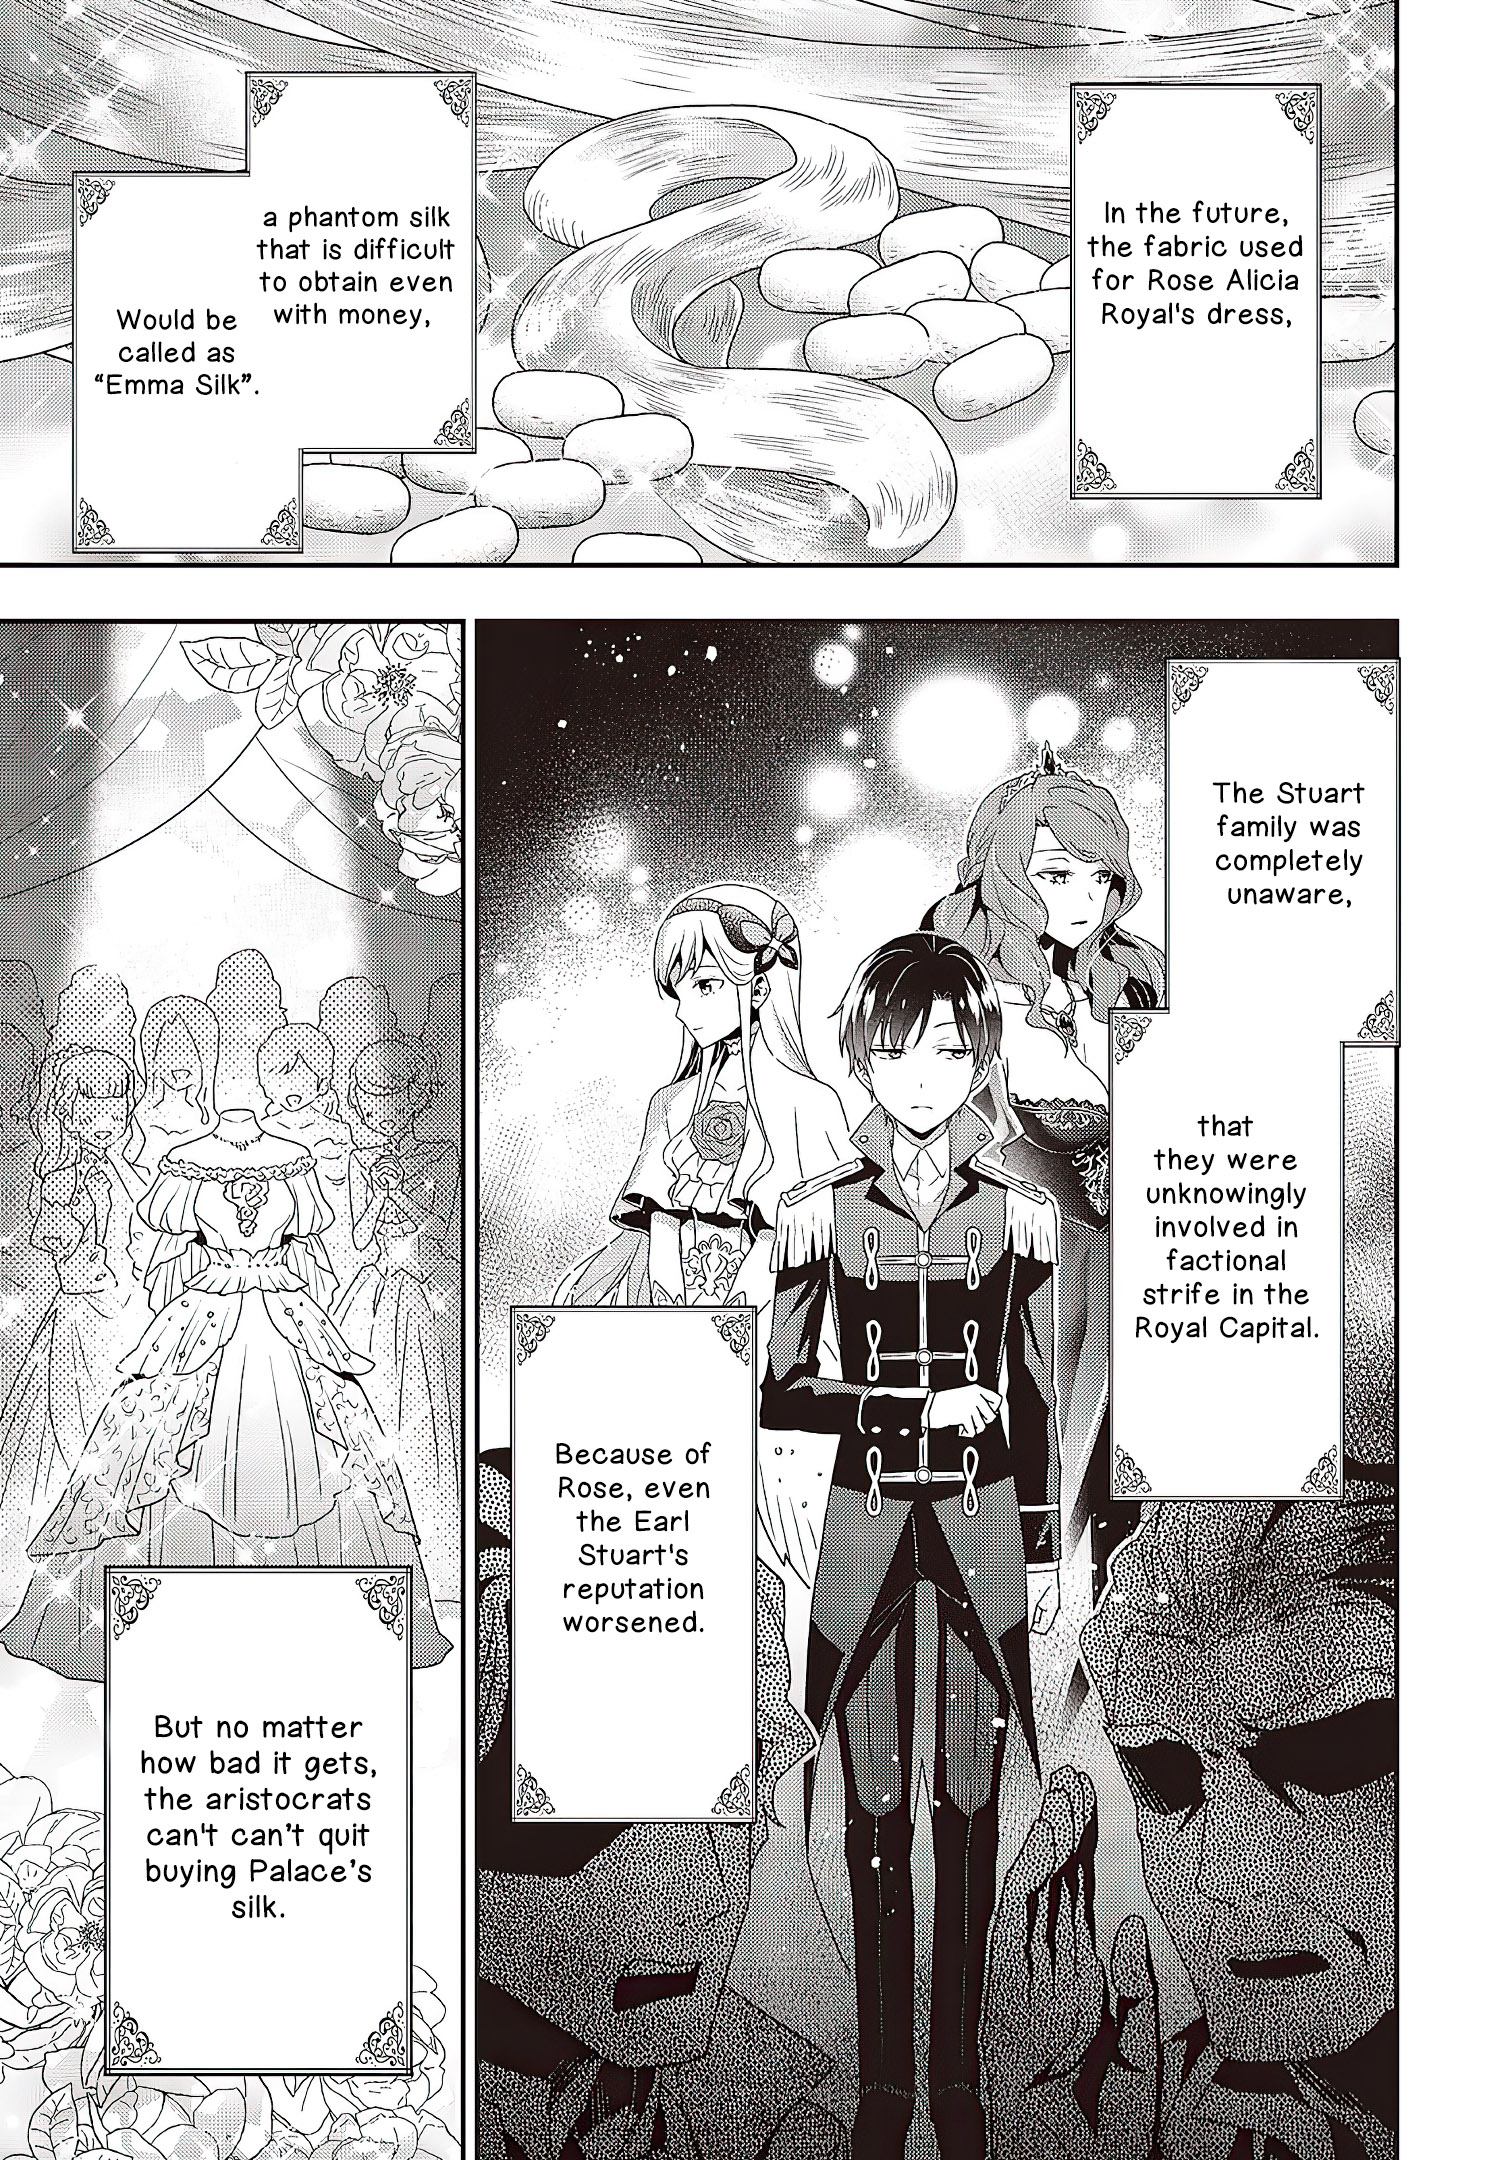 In the future,
the fabric used
for Rose Alicia
Royal's dress,
a phantom silk
that is difficult
to obtain even
with money,
Would be
called as
“Emma Silk”.
The Stuart
family was
completely
unaware,
that
they were
unknowingly
involved in
factional
strife in the
Royal Capital.
Because of
Rose, even
the Earl
Stuart's
reputation
worsened.
But no matter
how bad it gets,
the aristocrats
can't can’t quit
buying Palace’s
silk.